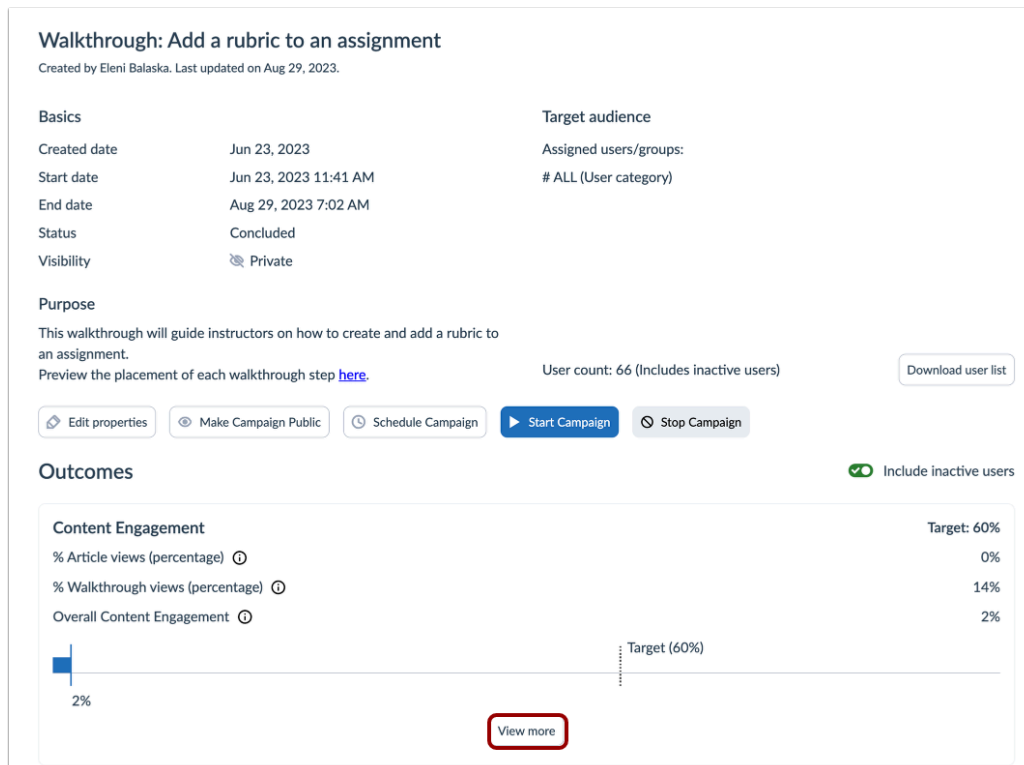 Walkthrough: Add a rubric to an assignment
Created by Eleni Balaska. Last updated on Aug 29, 2023.
Basics
Created date Jun 23, 2023
Start date Jun 23, 2023 11:41 AM
End date Aug 29, 2023 7:02 AM
Status Concluded
Visibility Private
Target audience
Assigned users/groups:
# ALL (User category)
Purpose
This walkthrough will guide instructors on how to create and add a rubric to
an assignment.
Preview the placement of each walkthrough step here.
User count: 66 (Includes inactive users) Download user list
Edit properties Make Campaign Public Schedule Campaign Start Campaign Stop Campaign
Outcomes Include inactive users
Content Engagement Target: 60%
% Article views (percentage) 0%
% Walkthrough views (percentage) 14%
Overall Content Engagement 2%
Target (60%)
2%
View more